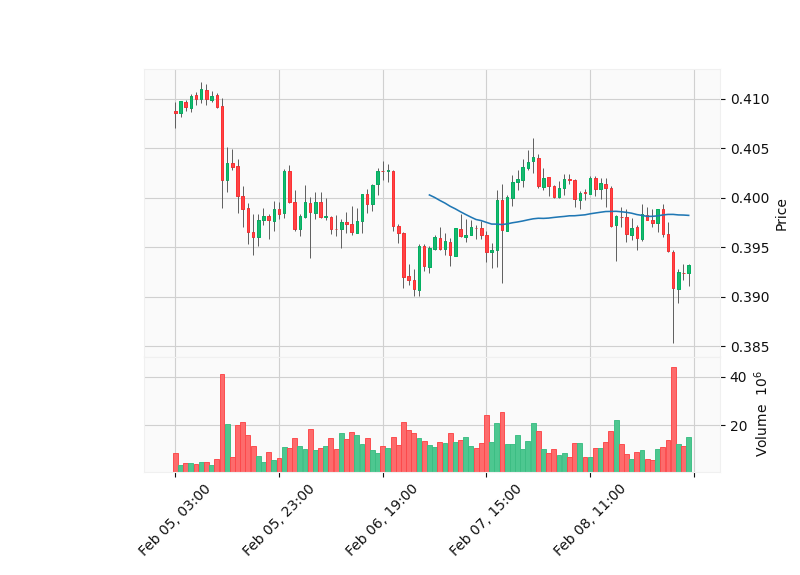 0.410
0.405
0.400
0.395
0.390
0.385
Price
40
20
Volume 10^6
Feb 05, 03:00
Feb 05, 23:00
Feb 06, 19:00
Feb 07, 15:00
Feb 08, 11:00